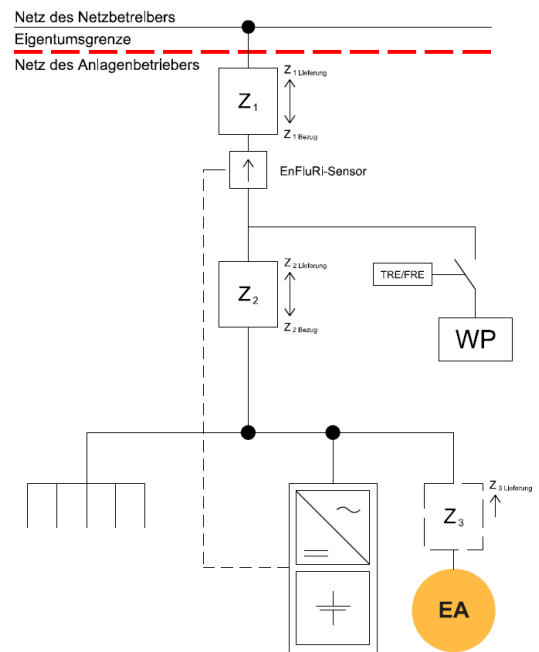 Netz des Netzbetreibers
Eigentumsgrenze
Netz des Anlagenbetriebers
Z1 Lieferung
Z1
Z1 Bezug
EnFluRi-Sensor
Z2 Lieferung
TRE/FRE
Z2
Z2 Bezug
WP
Z3 Lieferung
Z3
EA